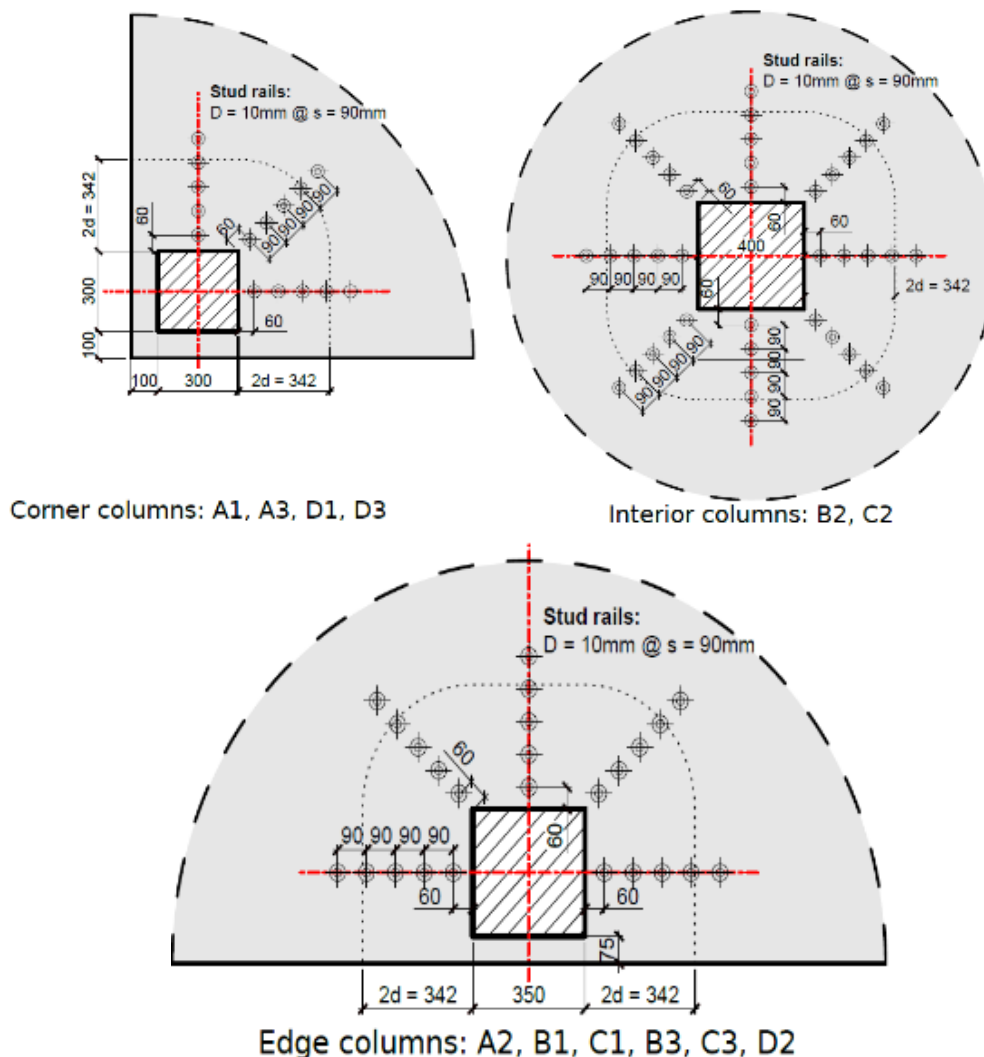 Stud rails:
D = 10mm @ s = 90mm
60
2d = 342
60
90
90
90
90
300
60
100
100
300
2d = 342
Corner columns: A1, A3, D1, D3
Stud rails:
D = 10mm @ s = 90mm
60
60
60
400
90
90
90
90
2d = 342
60
90
90
90
90
90
90
90
90
Interior columns: B2, C2
Stud rails:
D = 10mm @ s = 90mm
60
90
90
90
90
60
60
60
75
2d = 342
350
2d = 342
Edge columns: A2, B1, C1, B3, C3, D2